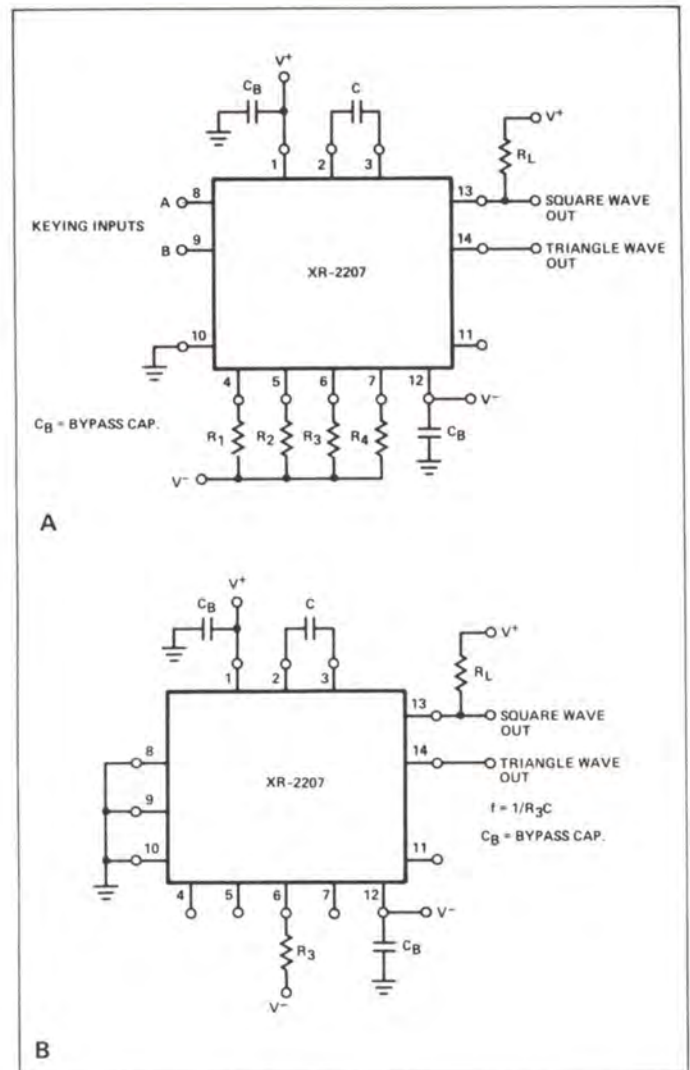 V+
CB
C
1
2
3
V+
RL
A
8
13
SQUARE WAVE
OUT
KEYING INPUTS
B
9
14
TRIANGLE WAVE
OUT
XR-2207
10
11
4
5
6
7
12
V−
CB = BYPASS CAP.
R1
R2
R3
R4
CB
V−
A
V+
CB
C
1
2
3
V+
RL
13
SQUARE WAVE
OUT
8
14
TRIANGLE WAVE
OUT
XR-2207
9
f = 1/R3C
CB = BYPASS CAP.
10
11
4
5
6
7
12
V−
R3
CB
V−
B